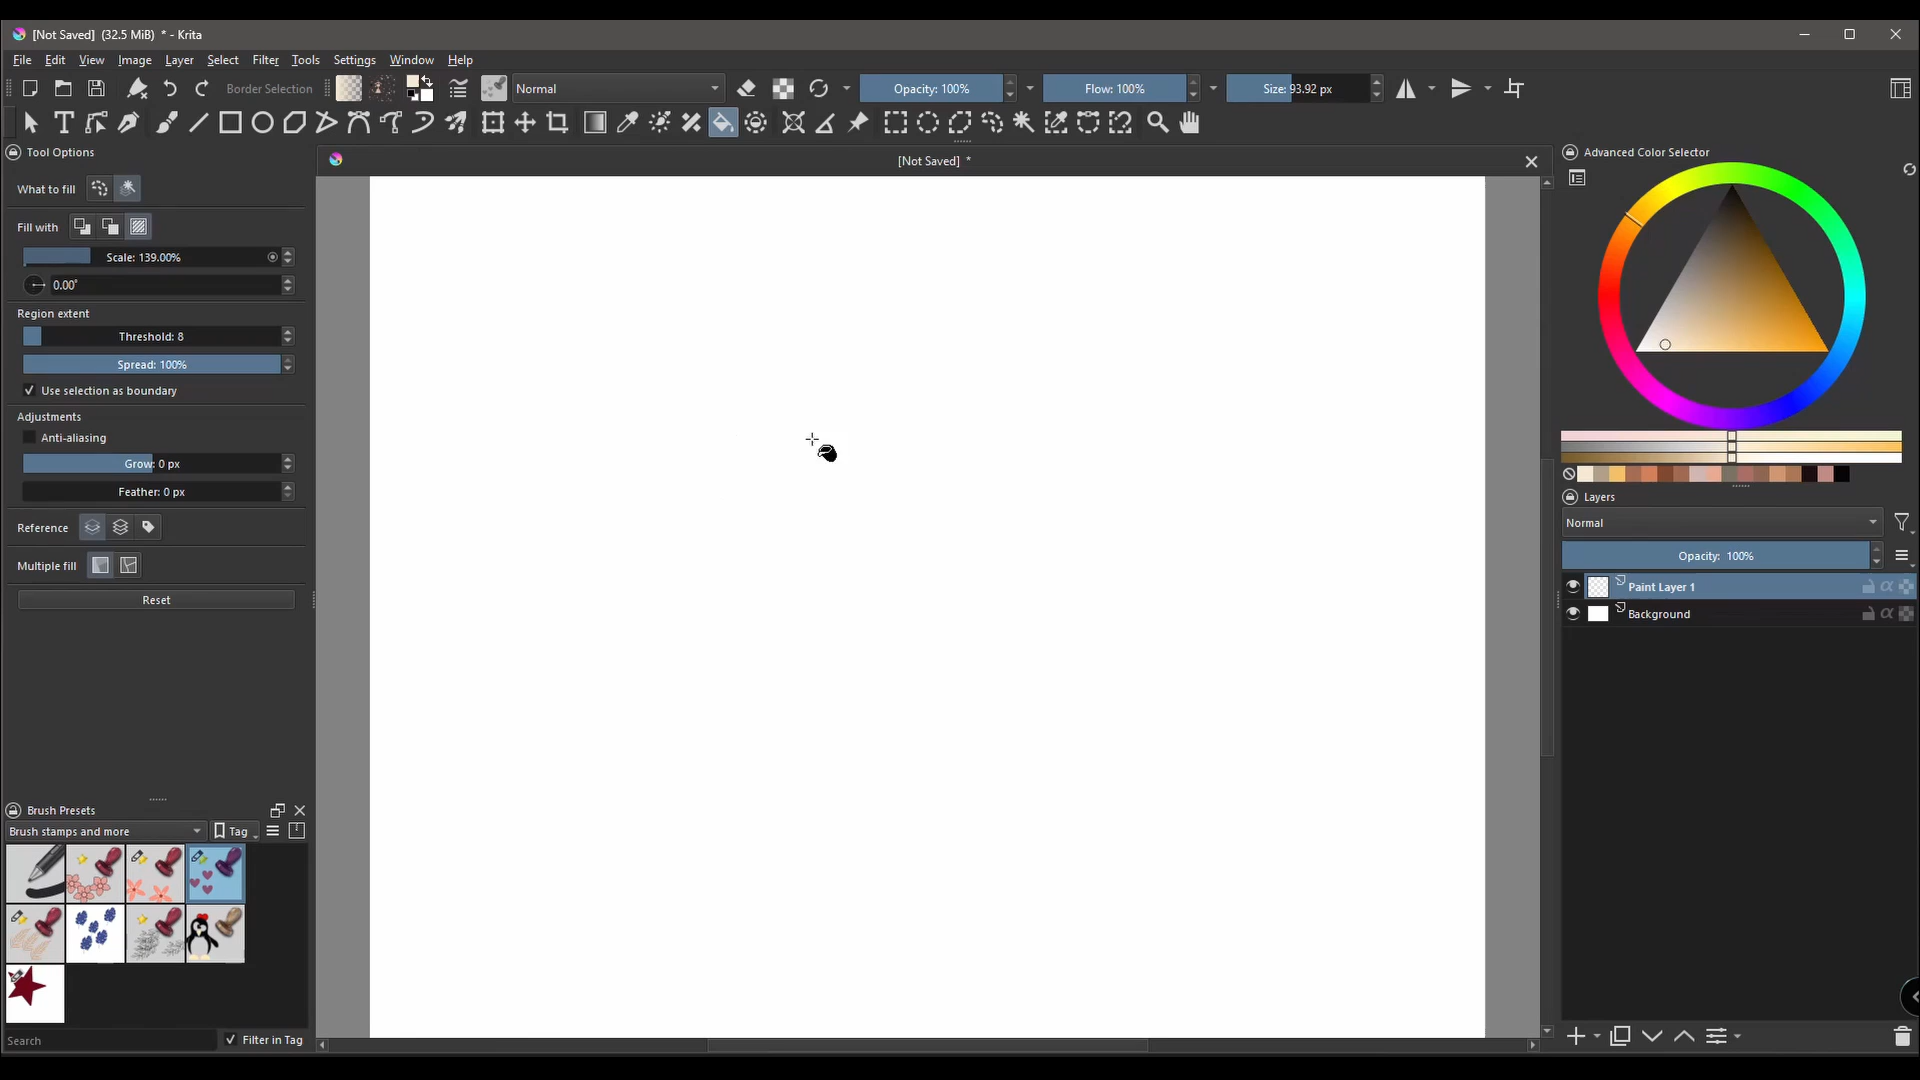 [Not Saved] (32.5 MiB) * - Krita
File Edit View Image Layer Select Filter Tools Settings Window Help
Border Selection Normal Opacity: 100% Flow: 100% Size: 93.92 px
Tool Options
[Not Saved] *
Advanced Color Selector
What to fill
Fill with
Scale: 139.00%
0.00°
Region extent
Threshold: 8
Spread: 100%
Use selection as boundary
Adjustments
Anti-aliasing
Grow: 0 px
Feather: 0 px
Reference
Multiple fill
Reset
Layers
Normal
Opacity: 100%
Paint Layer 1
Background
Brush Presets
Brush stamps and more Tag
Search Filter in Tag